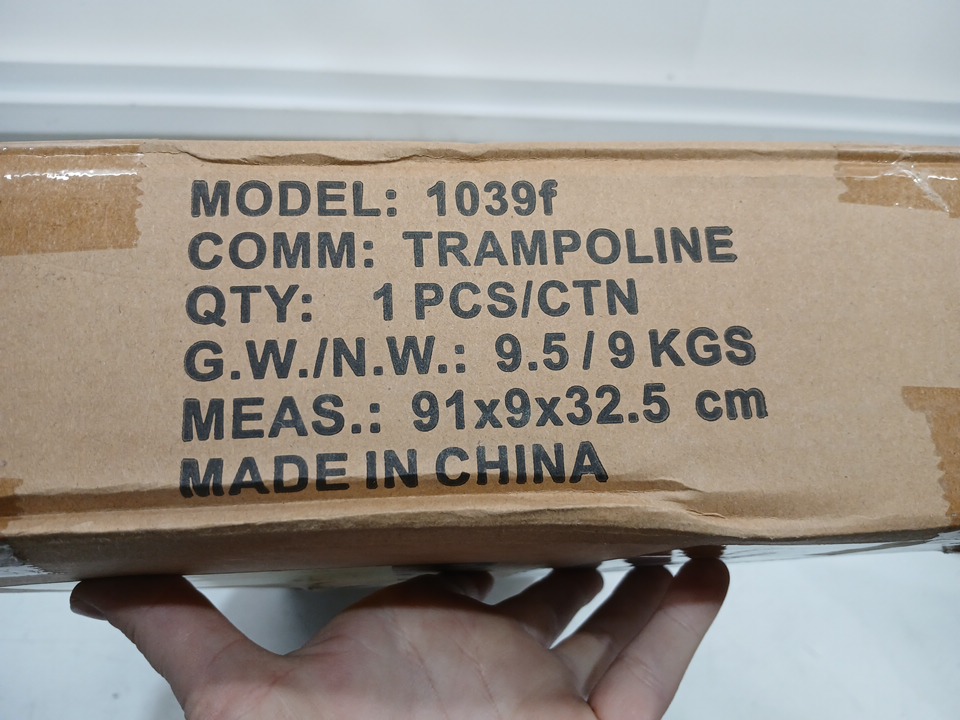 MODEL: 1039f
COMM: TRAMPOLINE
QTY: 1 PCS/CTN
G.W./N.W.: 9.5/9 KGS
MEAS.: 91x9x32.5 cm
MADE IN CHINA